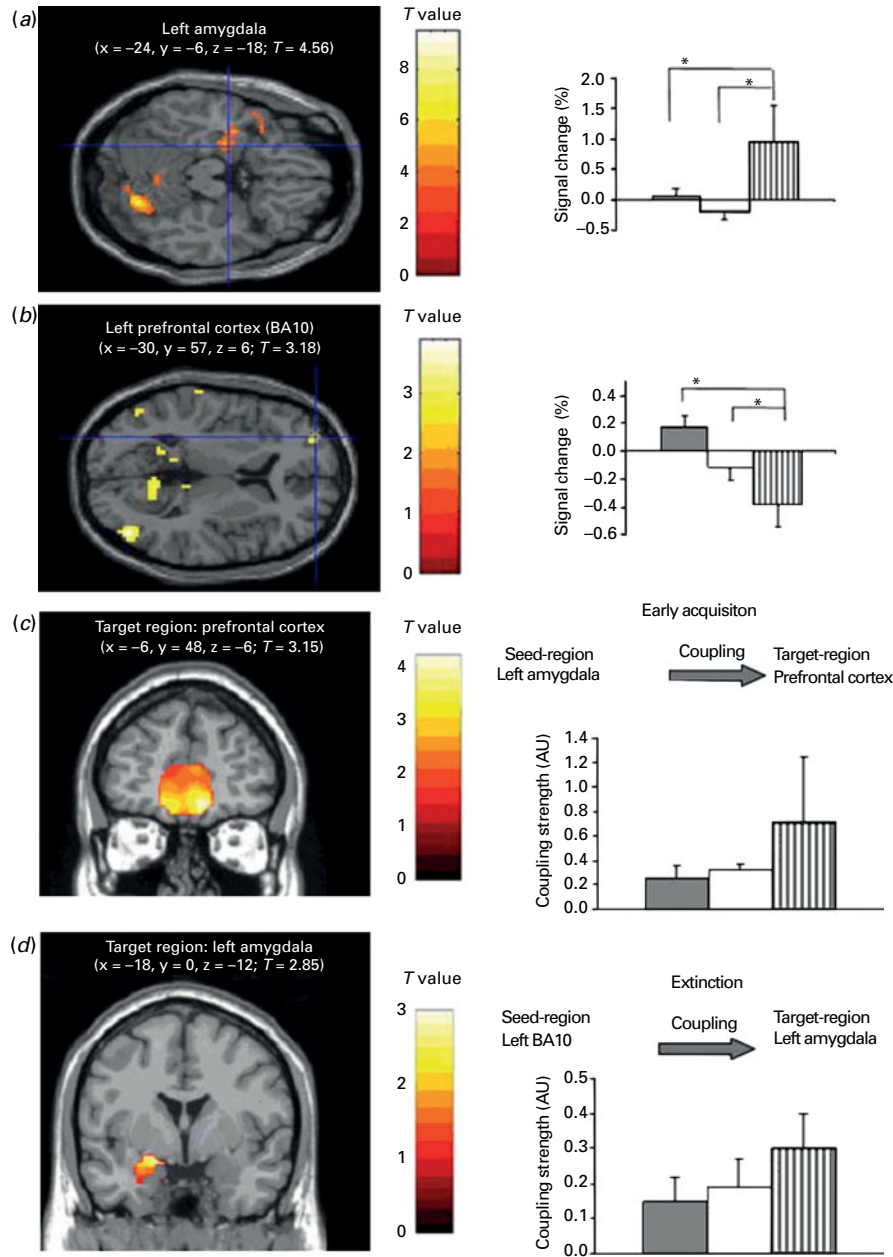 (a)
Left amygdala
(x = –24, y = –6, z = –18; T = 4.56)
T value
8
6
4
2
0
Signal change (%)
2.0
1.5
1.0
0.5
0.0
–0.5
*
*
(b)
Left prefrontal cortex (BA10)
(x = –30, y = 57, z = 6; T = 3.18)
T value
3
2
1
0
Signal change (%)
0.4
0.2
0.0
–0.2
–0.4
–0.6
*
*
(c)
Target region: prefrontal cortex
(x = –6, y = 48, z = –6; T = 3.15)
T value
4
3
2
1
0
Early acquisiton
Seed-region
Left amygdala
Coupling
Target-region
Prefrontal cortex
Coupling strength (AU)
1.4
1.2
1.0
0.8
0.6
0.4
0.2
0.0
(d)
Target region: left amygdala
(x = –18, y = 0, z = –12; T = 2.85)
T value
3
2
1
0
Extinction
Seed-region
Left BA10
Coupling
Target-region
Left amygdala
Coupling strength (AU)
0.5
0.4
0.3
0.2
0.1
0.0